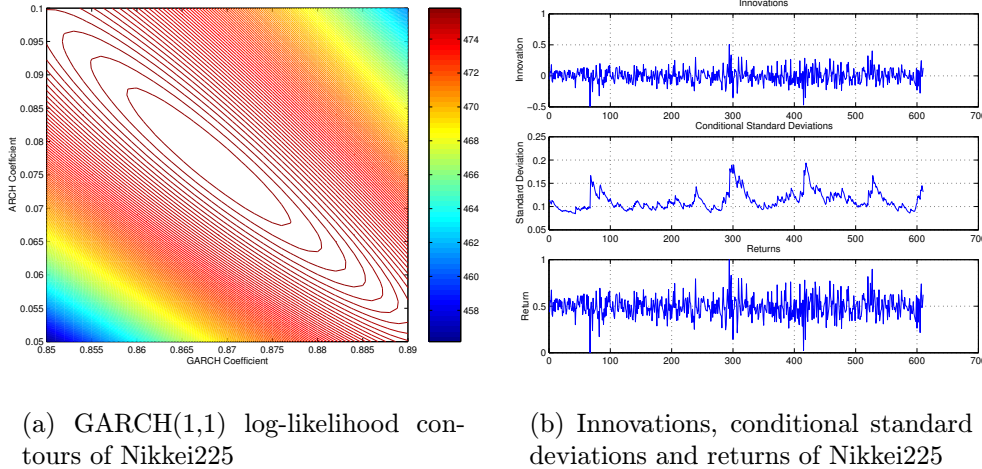 0.1
0.095
0.09
0.085
0.08
0.075
0.07
0.065
0.06
0.055
0.05
ARCH Coefficient
0.85 0.855 0.86 0.865 0.87 0.875 0.88 0.885 0.89
GARCH Coefficient
474
472
470
468
466
464
462
460
458
Innovations
1
0.5
0
−0.5
Innovation
0 100 200 300 400 500 600 700
Conditional Standard Deviations
0.25
0.2
0.15
0.1
0.05
Standard Deviation
0 100 200 300 400 500 600 700
Returns
1
0.5
0
Return
0 100 200 300 400 500 600 700
(a) GARCH(1,1) log-likelihood con-
tours of Nikkei225
(b) Innovations, conditional standard
deviations and returns of Nikkei225